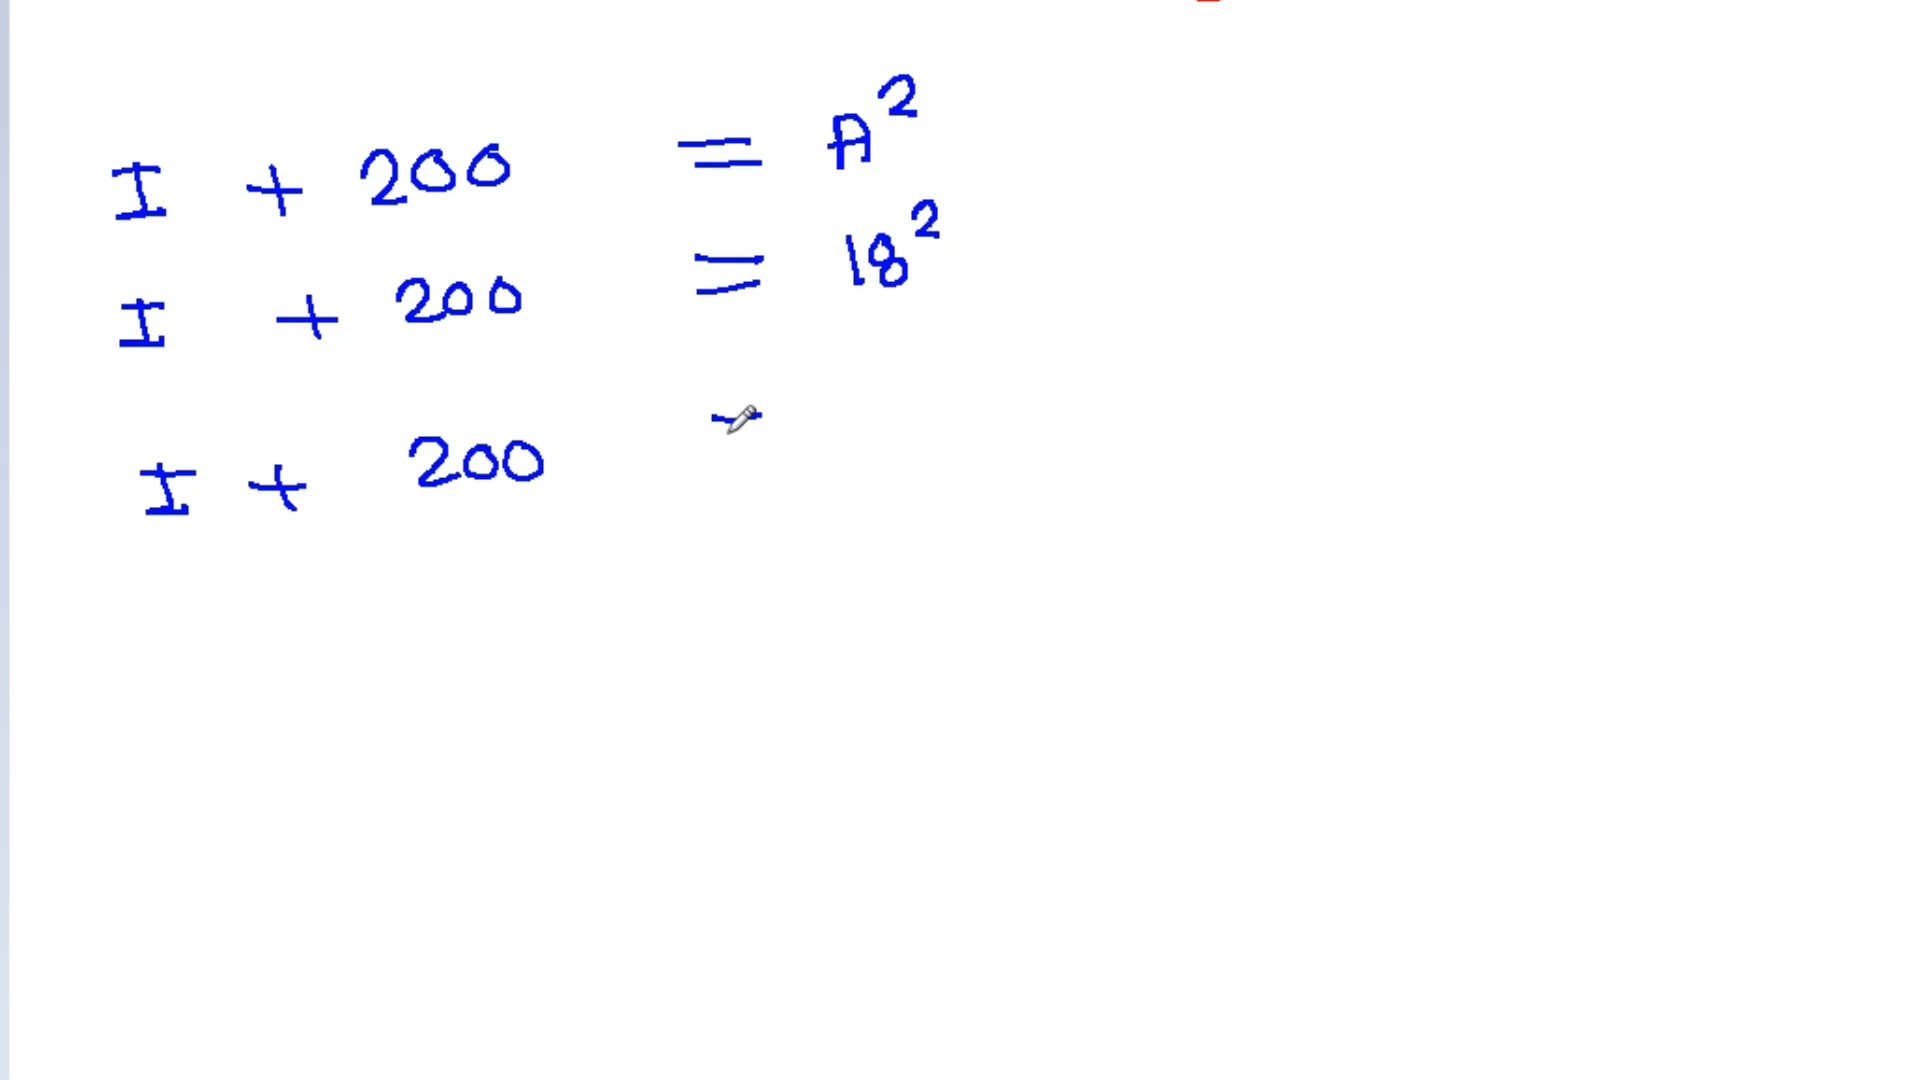 I + 200 = A²
I + 200 = 18²
I + 200 -